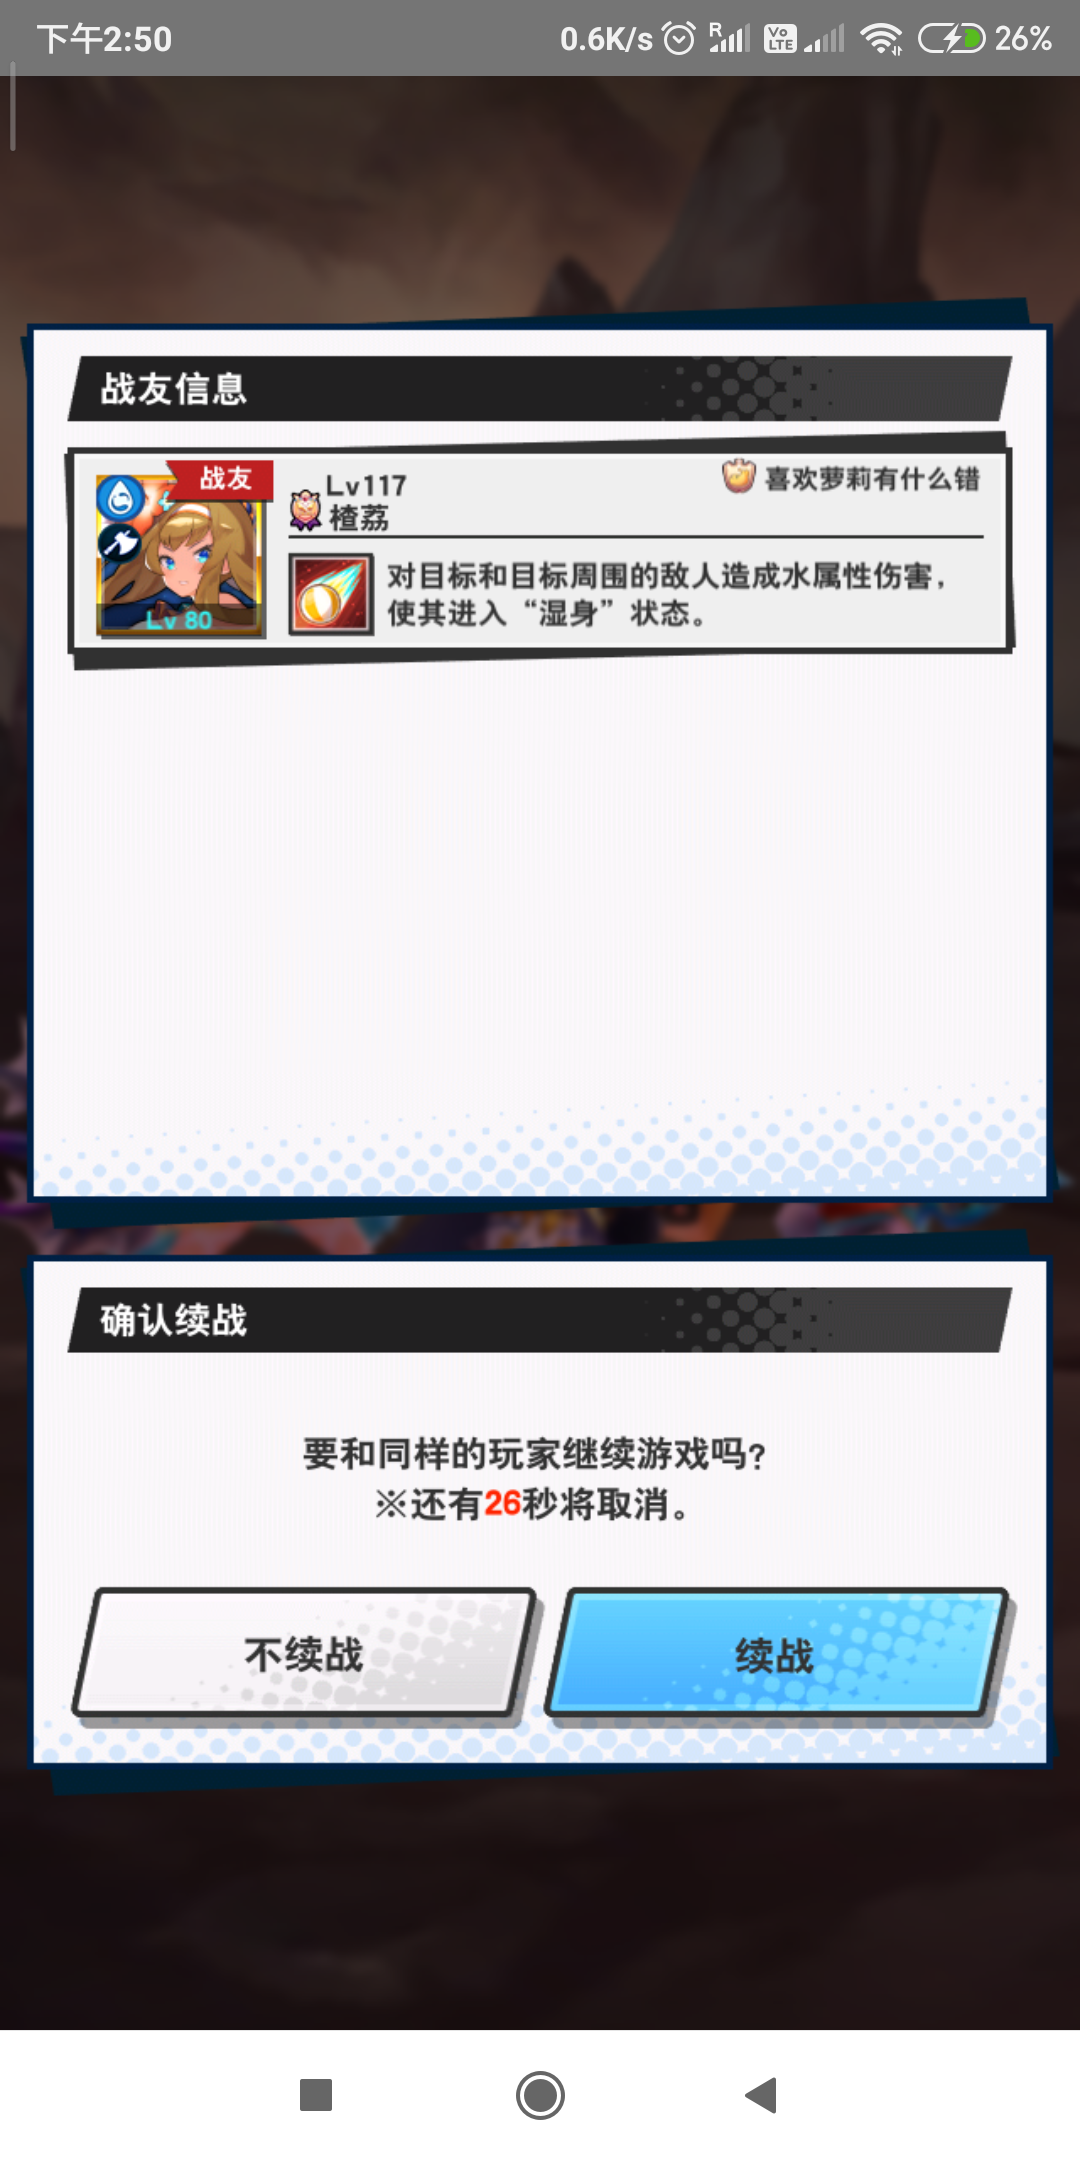 下午2:50
0.6K/s
R
Vo LTE
26%
战友信息
战友
Lv117
喜欢萝莉有什么错
楂荔
对目标和目标周围的敌人造成水属性伤害，
使其进入“湿身”状态。
Lv 80
确认续战
要和同样的玩家继续游戏吗？
※还有26秒将取消。
不续战
续战